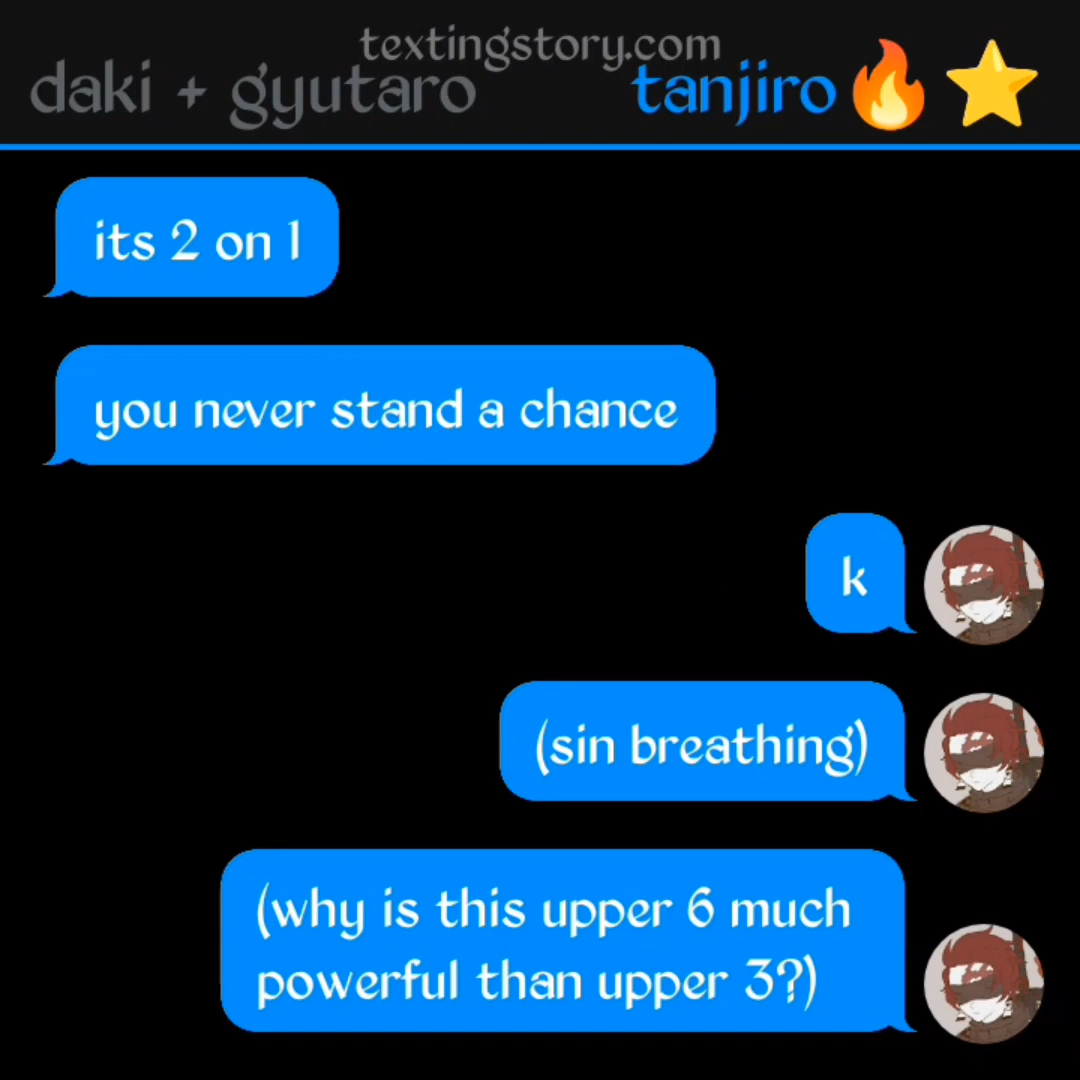 textingstory.com
daki + gyutaro
tanjiro🔥⭐
its 2 on 1
you never stand a chance
k
(sin breathing)
(why is this upper 6 much
powerful than upper 3?)